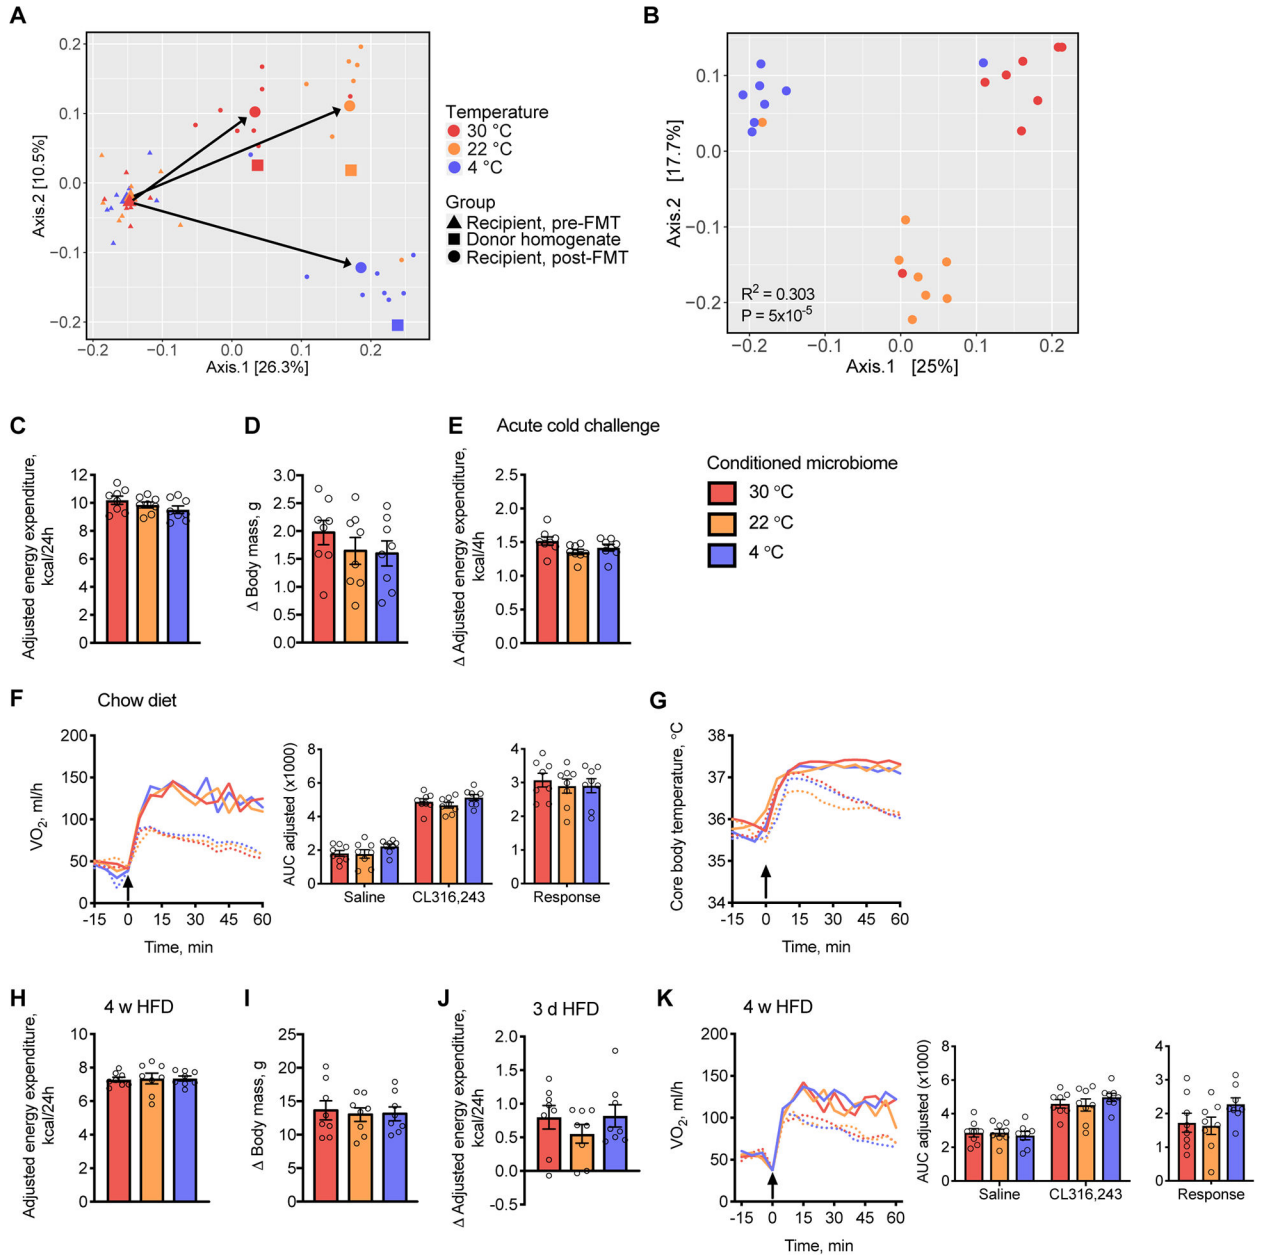 A
0.2
0.1
0.0
−0.1
−0.2
Axis.2 [10.5%]
−0.2
−0.1
0.0
0.1
0.2
Axis.1 [26.3%]
Temperature
30 °C
22 °C
4 °C
Group
Recipient, pre-FMT
Donor homogenate
Recipient, post-FMT
B
0.1
0.0
−0.1
−0.2
Axis.2 [17.7%]
R² = 0.303
P = 5x10⁻⁵
−0.2
−0.1
0.0
0.1
0.2
Axis.1 [25%]
C
Adjusted energy expenditure,
kcal/24h
12
10
8
6
4
2
0
D
Δ Body mass, g
3.0
2.5
2.0
1.5
1.0
0.5
0.0
E
Acute cold challenge
Δ Adjusted energy expenditure,
kcal/4h
2.5
2.0
1.5
1.0
0.5
0.0
Conditioned microbiome
30 °C
22 °C
4 °C
F
Chow diet
VO₂, ml/h
200
150
100
50
0
-15
0
15
30
45
60
Time, min
AUC adjusted (x1000)
8
6
4
2
0
Saline
CL316,243
4
3
2
1
0
Response
G
Core body temperature, °C
38
37
36
35
34
-15
0
15
30
45
60
Time, min
H
4 w HFD
Adjusted energy expenditure,
kcal/24h
10
8
6
4
2
0
I
Δ Body mass, g
25
20
15
10
5
0
J
3 d HFD
Δ Adjusted energy expenditure,
kcal/24h
2.0
1.5
1.0
0.5
0.0
-0.5
K
4 w HFD
VO₂, ml/h
200
150
100
50
0
-15
0
15
30
45
60
Time, min
AUC adjusted (x1000)
8
6
4
2
0
Saline
CL316,243
4
3
2
1
0
Response